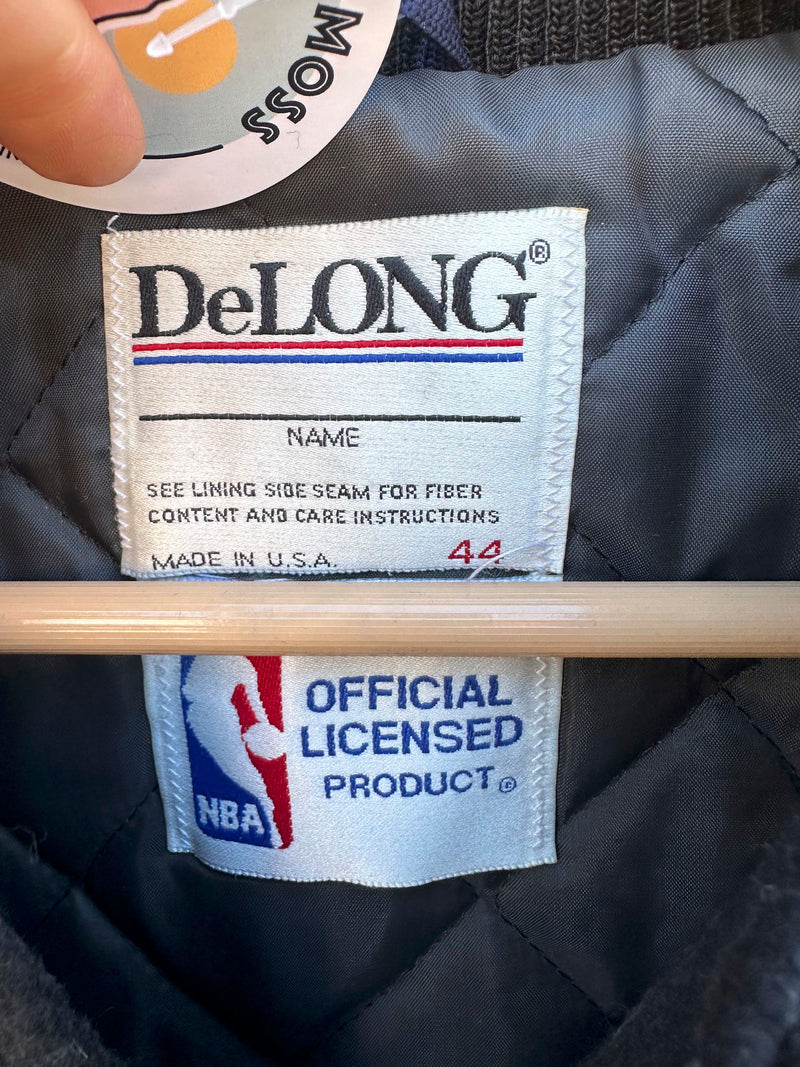 MOSS
DeLONG®
NAME
SEE LINING SIDE SEAM FOR FIBER
CONTENT AND CARE INSTRUCTIONS
MADE IN U.S.A. 44
OFFICIAL
LICENSED
PRODUCT©
NBA